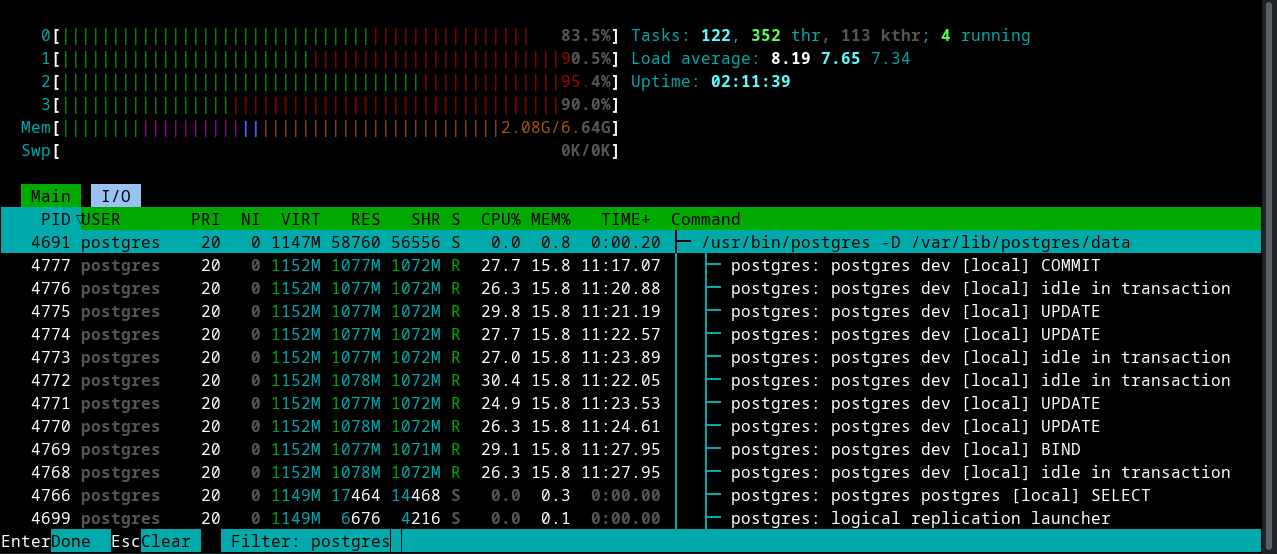 0[|||||||||||||||||||||||||||||||||||||||||||||||83.5%] Tasks: 122, 352 thr, 113 kthr; 4 running
1[||||||||||||||||||||||||||||||||||||||||||||||||||90.5%] Load average: 8.19 7.65 7.34
2[||||||||||||||||||||||||||||||||||||||||||||||||||95.4%] Uptime: 02:11:39
3[||||||||||||||||||||||||||||||||||||||||||||||||||90.0%]
Mem[||||||||||||||||||||||||||||||||||||||||||||2.08G/6.64G]
Swp[ 0K/0K]
Main I/O
PID▽USER PRI NI VIRT RES SHR S CPU% MEM% TIME+ Command
4691 postgres 20 0 1147M 58760 56556 S 0.0 0.8 0:00.20 /usr/bin/postgres -D /var/lib/postgres/data
4777 postgres 20 0 1152M 1077M 1072M R 27.7 15.8 11:17.07 postgres: postgres dev [local] COMMIT
4776 postgres 20 0 1152M 1077M 1072M R 26.3 15.8 11:20.88 postgres: postgres dev [local] idle in transaction
4775 postgres 20 0 1152M 1077M 1072M R 29.8 15.8 11:21.19 postgres: postgres dev [local] UPDATE
4774 postgres 20 0 1152M 1077M 1072M R 27.7 15.8 11:22.57 postgres: postgres dev [local] UPDATE
4773 postgres 20 0 1152M 1077M 1072M R 27.0 15.8 11:23.89 postgres: postgres dev [local] idle in transaction
4772 postgres 20 0 1152M 1078M 1072M R 30.4 15.8 11:22.05 postgres: postgres dev [local] idle in transaction
4771 postgres 20 0 1152M 1077M 1072M R 24.9 15.8 11:23.53 postgres: postgres dev [local] UPDATE
4770 postgres 20 0 1152M 1078M 1072M R 26.3 15.8 11:24.61 postgres: postgres dev [local] UPDATE
4769 postgres 20 0 1152M 1077M 1071M R 29.1 15.8 11:27.95 postgres: postgres dev [local] BIND
4768 postgres 20 0 1152M 1078M 1072M R 26.3 15.8 11:27.95 postgres: postgres dev [local] idle in transaction
4766 postgres 20 0 1149M 17464 14468 S 0.0 0.3 0:00.00 postgres: postgres postgres [local] SELECT
4699 postgres 20 0 1149M 6676 4216 S 0.0 0.1 0:00.00 postgres: logical replication launcher
EnterDone EscClear Filter: postgres